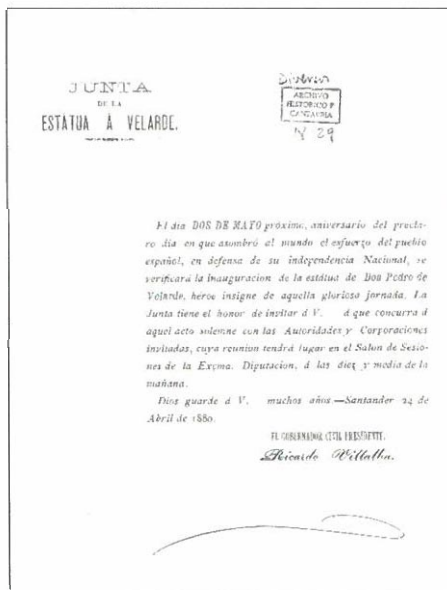 JUNTA
DE LA
ESTÁTUA Á VELARDE.
Diversos
ARCHIVO
HISTORICO P
CANTABRIA
Nº 29
El dia DOS DE MAYO próximo, aniversario del precla-
ro dia en que asombró al mundo el esfuerzo del pueblo
español, en defensa de su independencia Nacional, se
verificará la inauguracion de la estátua de Don Pedro de
Velarde, héroe insigne de aquella gloriosa jornada. La
Junta tiene el honor de invitar á V. á que concurra á
aquel acto solemne con las Autoridades y Corporaciones
invitadas, cuya reunion tendrá lugar en el Salon de Sesio-
nes de la Excma. Diputacion, á las diez y media de la
mañana.
Dios guarde á V. muchos años.—Santander 24 de
Abril de 1880.
EL GOBERNADOR CIVIL PRESIDENTE,
Ricardo Villalba.